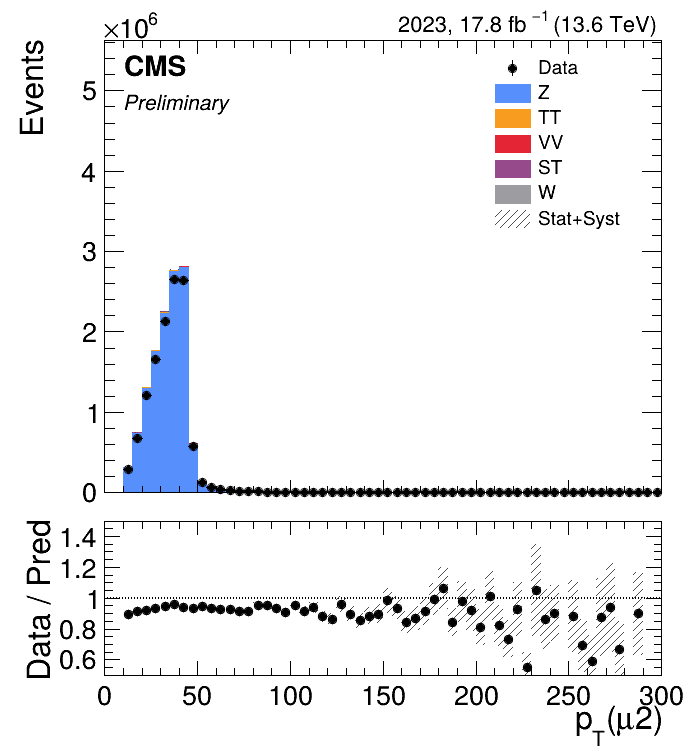 ×10⁶
2023, 17.8 fb⁻¹ (13.6 TeV)
Events
CMS
Preliminary
Data
Z
TT
VV
ST
W
Stat+Syst
5
4
3
2
1
0
Data / Pred
1.4
1.2
1
0.8
0.6
0 50 100 150 200 250 300
p_T(μ2)